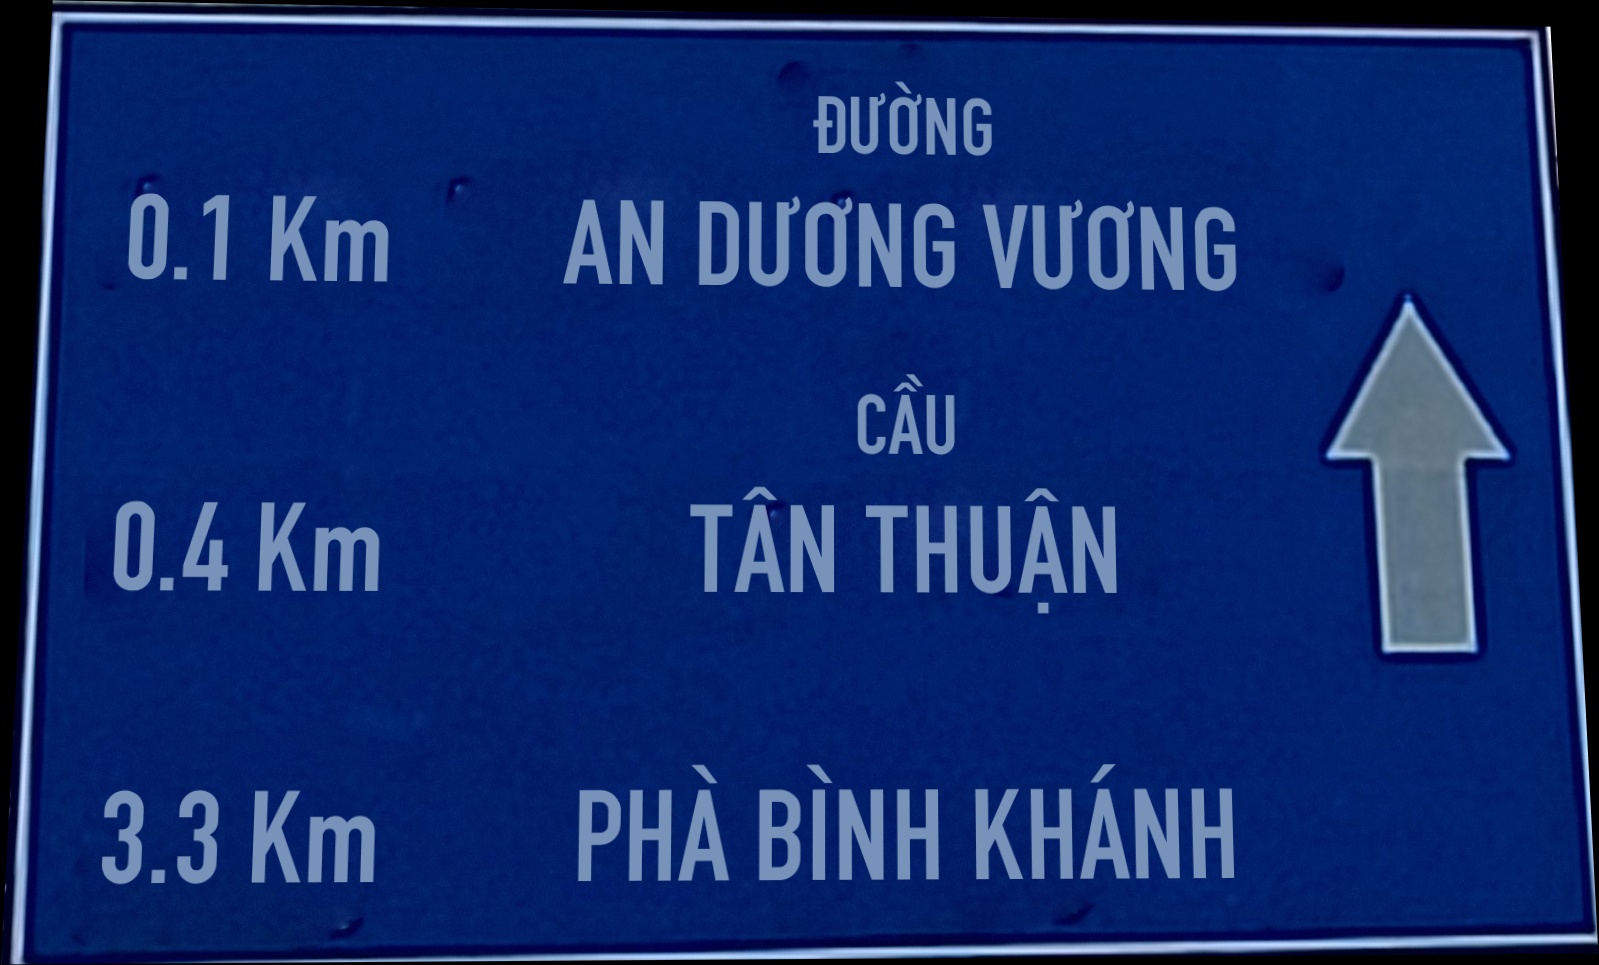 ĐƯỜNG
0.1 Km AN DƯƠNG VƯƠNG
CẦU
0.4 Km TÂN THUẬN
3.3 Km PHÀ BÌNH KHÁNH